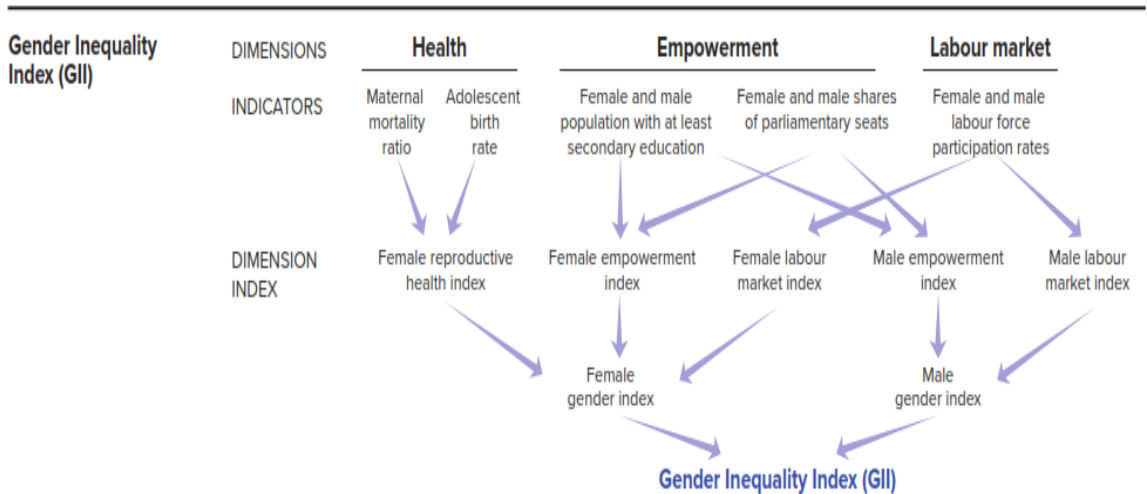 Gender Inequality
Index (GII)
DIMENSIONS
Health
Empowerment
Labour market
INDICATORS
Maternal
mortality
ratio
Adolescent
birth
rate
Female and male
population with at least
secondary education
Female and male shares
of parliamentary seats
Female and male
labour force
participation rates
DIMENSION
INDEX
Female reproductive
health index
Female empowerment
index
Female labour
market index
Male empowerment
index
Male labour
market index
Female
gender index
Male
gender index
Gender Inequality Index (GII)